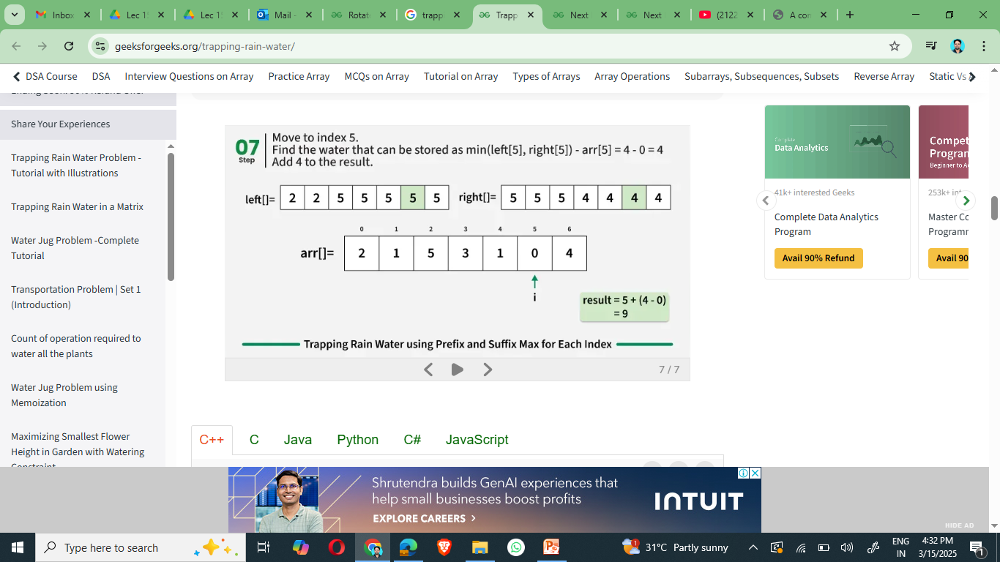 Inbox
Lec 1
Lec 1
Mail -
Rotat
trapp
Trapp
Next
Next
(2122
A con
geeksforgeeks.org/trapping-rain-water/
DSA Course
DSA
Interview Questions on Array
Practice Array
MCQs on Array
Tutorial on Array
Types of Arrays
Array Operations
Subarrays, Subsequences, Subsets
Reverse Array
Static Vs
Share Your Experiences
Trapping Rain Water Problem -
Tutorial with Illustrations
Trapping Rain Water in a Matrix
Water Jug Problem -Complete
Tutorial
Transportation Problem | Set 1
(Introduction)
Count of operation required to
water all the plants
Water Jug Problem using
Memoization
Maximizing Smallest Flower
Height in Garden with Watering
Constraint
07
Step
Move to index 5.
Find the water that can be stored as min(left[5], right[5]) - arr[5] = 4 - 0 = 4
Add 4 to the result.
left[]= 2 2 5 5 5 5 5 right[]= 5 5 5 4 4 4 4
0 1 2 3 4 5 6
arr[]= 2 1 5 3 1 0 4
i
result = 5 + (4 - 0)
= 9
Trapping Rain Water using Prefix and Suffix Max for Each Index
7 / 7
C++
C
Java
Python
C#
JavaScript
Complete
Data Analytics
41k+ interested Geeks
Complete Data Analytics
Program
Avail 90% Refund
Compet
Program
Beginner to A
253k+ int
Master Co
Programm
Avail 90
Shrutendra builds GenAI experiences that
help small businesses boost profits
EXPLORE CAREERS >
INTUIT
HIDE AD
Type here to search
1
31°C Partly sunny
ENG
IN
4:32 PM
3/15/2025
1